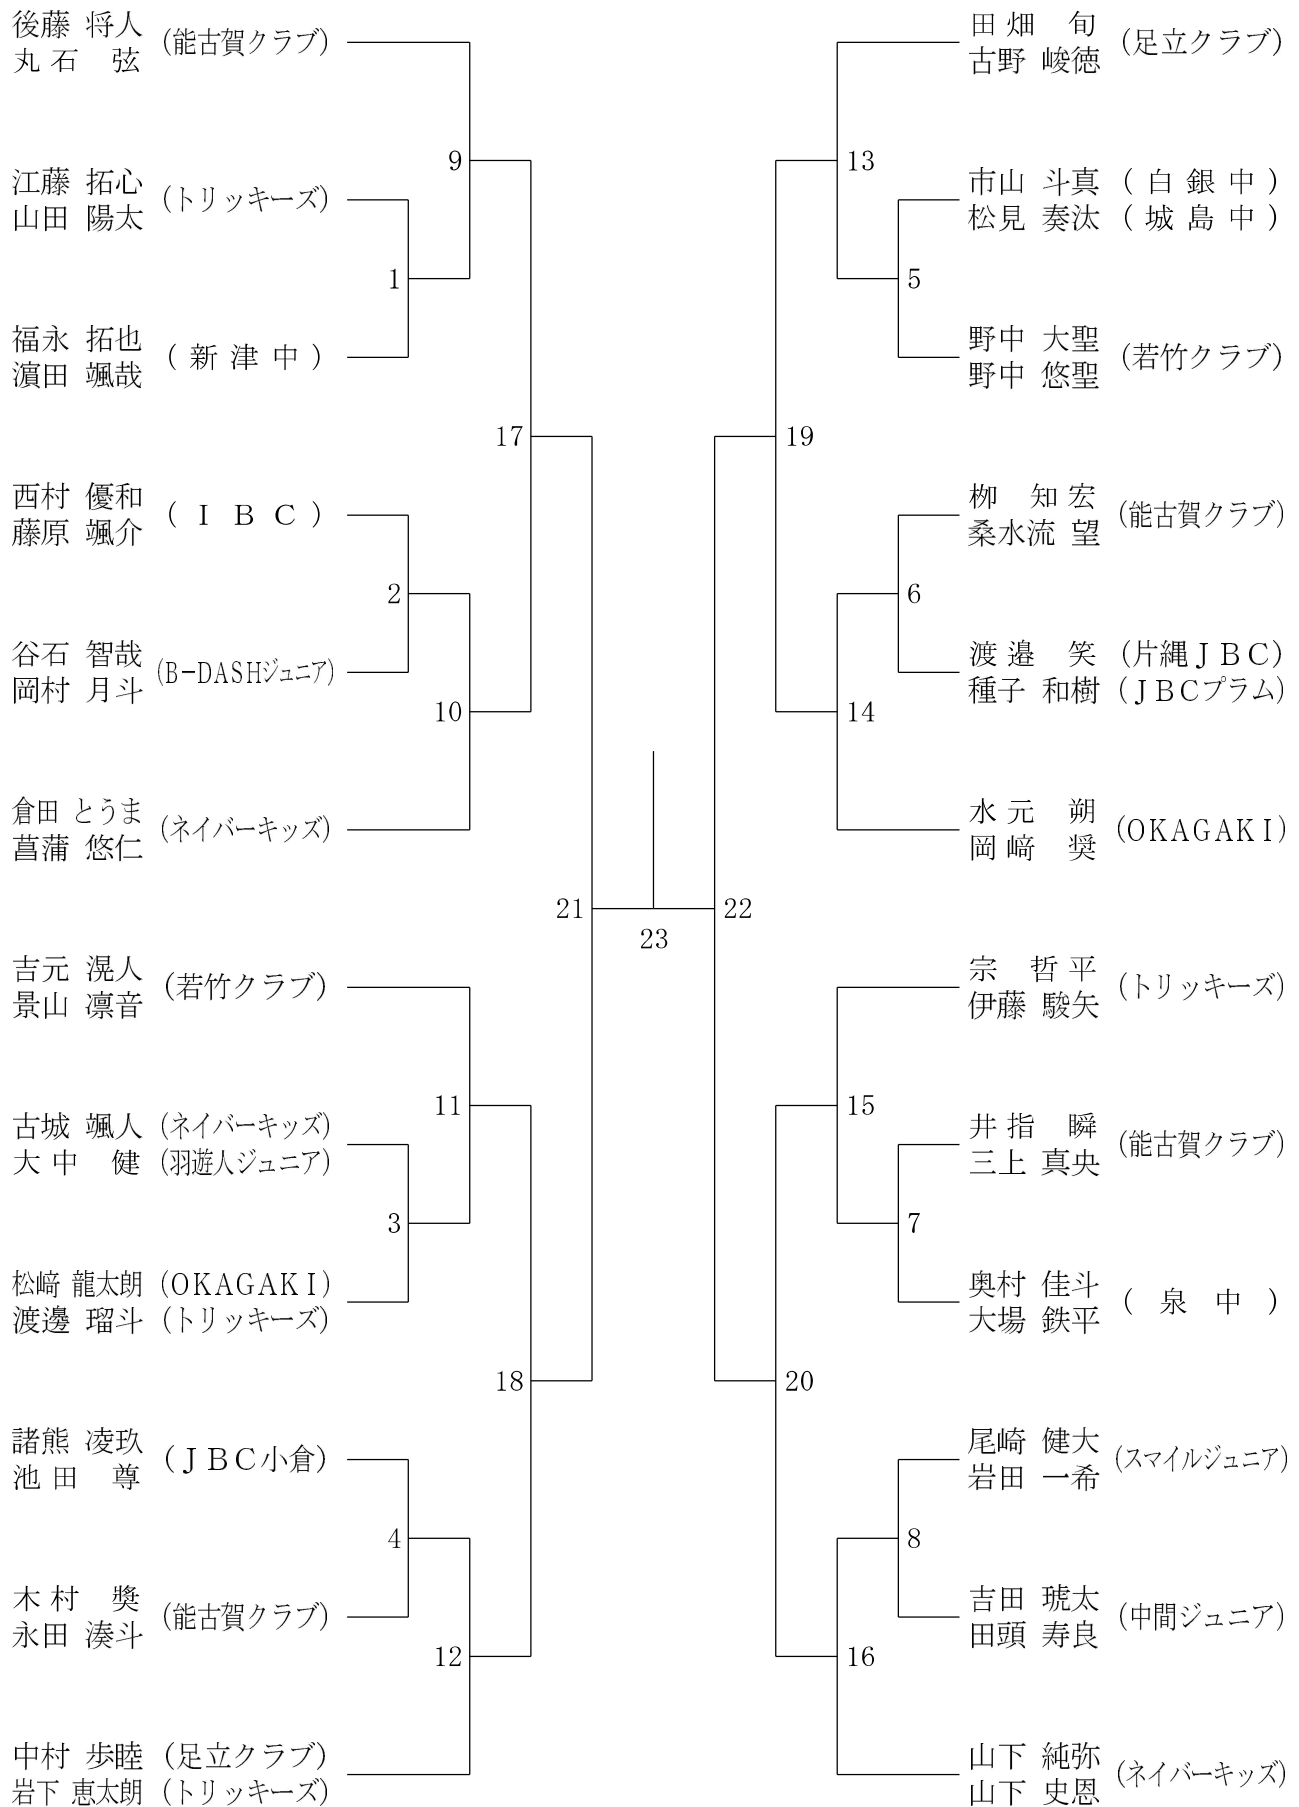 後藤 将人
丸石 弦
(能古賀クラブ)
9
江藤 拓心
山田 陽太
(トリッキーズ)
1
福永 拓也
濵田 颯哉
(新津中)
17
西村 優和
藤原 颯介
(ＩＢＣ)
2
谷石 智哉
岡村 月斗
(B-DASHジュニア)
10
倉田 とうま
菖蒲 悠仁
(ネイバーキッズ)
21
吉元 滉人
景山 凛音
(若竹クラブ)
11
古城 颯人 (ネイバーキッズ)
大中 健 (羽遊人ジュニア)
3
松﨑 龍太朗 (OKAGAKI)
渡邊 瑠斗 (トリッキーズ)
18
諸熊 凌玖
池田 尊
(ＪＢＣ小倉)
4
木村 奬
永田 湊斗
(能古賀クラブ)
12
中村 歩睦 (足立クラブ)
岩下 恵太朗 (トリッキーズ)
23
田畑 旬
古野 峻徳
(足立クラブ)
13
市山 斗真 (白銀中)
松見 奏汰 (城島中)
5
野中 大聖
野中 悠聖
(若竹クラブ)
19
栁 知宏
桑水流 望
(能古賀クラブ)
6
渡邉 笑 (片縄ＪＢＣ)
種子 和樹 (ＪＢＣプラム)
14
水元 朔
岡﨑 奨
(OKAGAKI)
22
宗 哲平
伊藤 駿矢
(トリッキーズ)
15
井指 瞬
三上 真央
(能古賀クラブ)
7
奥村 佳斗
大場 鉄平
(泉中)
20
尾崎 健大
岩田 一希
(スマイルジュニア)
8
吉田 琥太
田頭 寿良
(中間ジュニア)
16
山下 純弥
山下 史恩
(ネイバーキッズ)